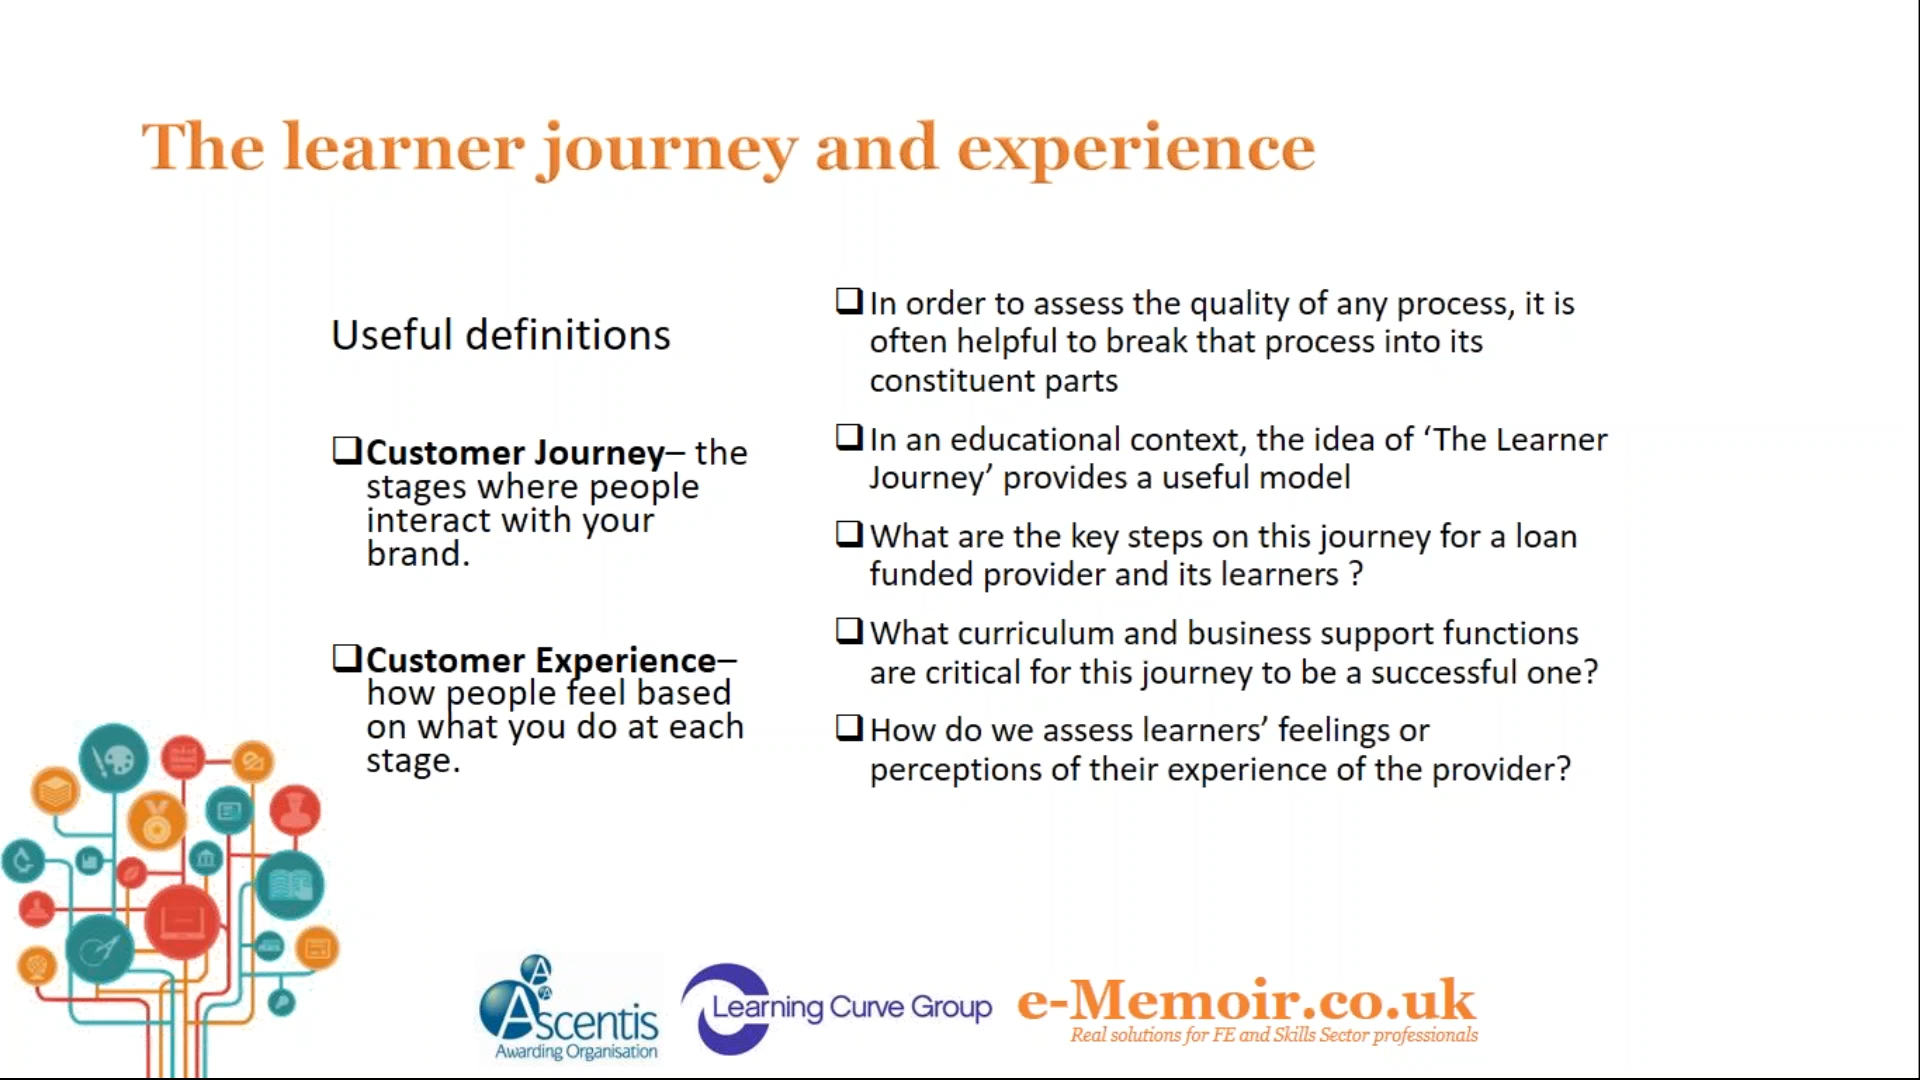 The learner journey and experience
Useful definitions
❑Customer Journey– the
stages where people
interact with your
brand.
❑Customer Experience–
how people feel based
on what you do at each
stage.
❑In order to assess the quality of any process, it is
often helpful to break that process into its
constituent parts
❑In an educational context, the idea of ‘The Learner
Journey’ provides a useful model
❑What are the key steps on this journey for a loan
funded provider and its learners ?
❑What curriculum and business support functions
are critical for this journey to be a successful one?
❑How do we assess learners’ feelings or
perceptions of their experience of the provider?
A
A
Ascentis
Awarding Organisation
Learning Curve Group
e-Memoir.co.uk
Real solutions for FE and Skills Sector professionals